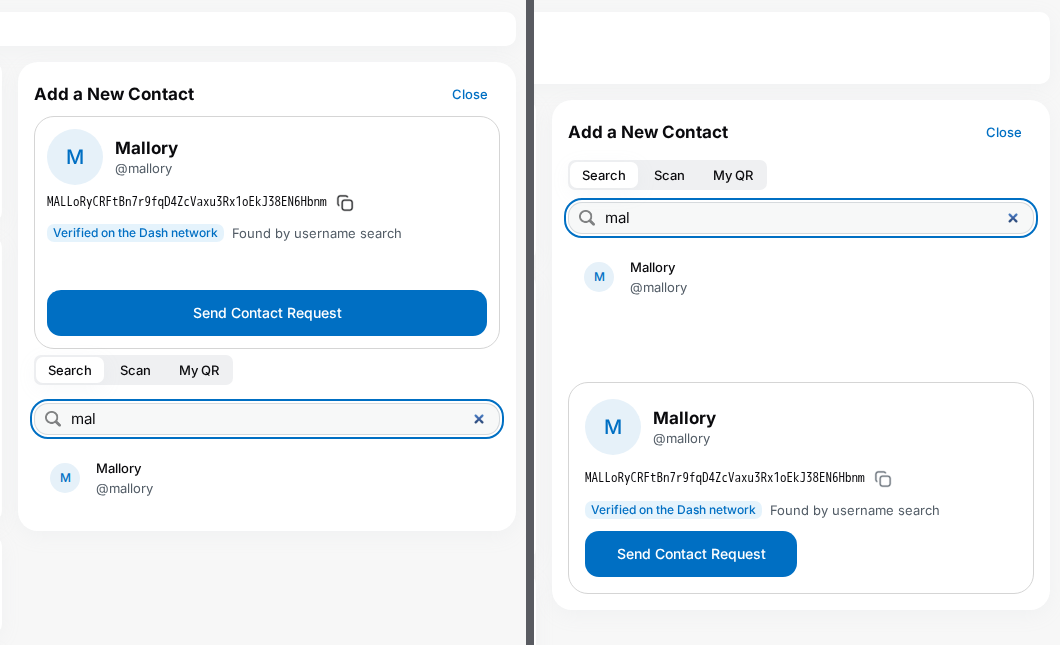 Add a New Contact
Close
M
Mallory
@mallory
MALLoRyCRFtBn7r9fqD4ZcVaxu3Rx1oEkJ38EN6Hbnm
Verified on the Dash network
Found by username search
Send Contact Request
Search
Scan
My QR
mal
M
Mallory
@mallory
Add a New Contact
Close
Search
Scan
My QR
mal
M
Mallory
@mallory
M
Mallory
@mallory
MALLoRyCRFtBn7r9fqD4ZcVaxu3Rx1oEkJ38EN6Hbnm
Verified on the Dash network
Found by username search
Send Contact Request